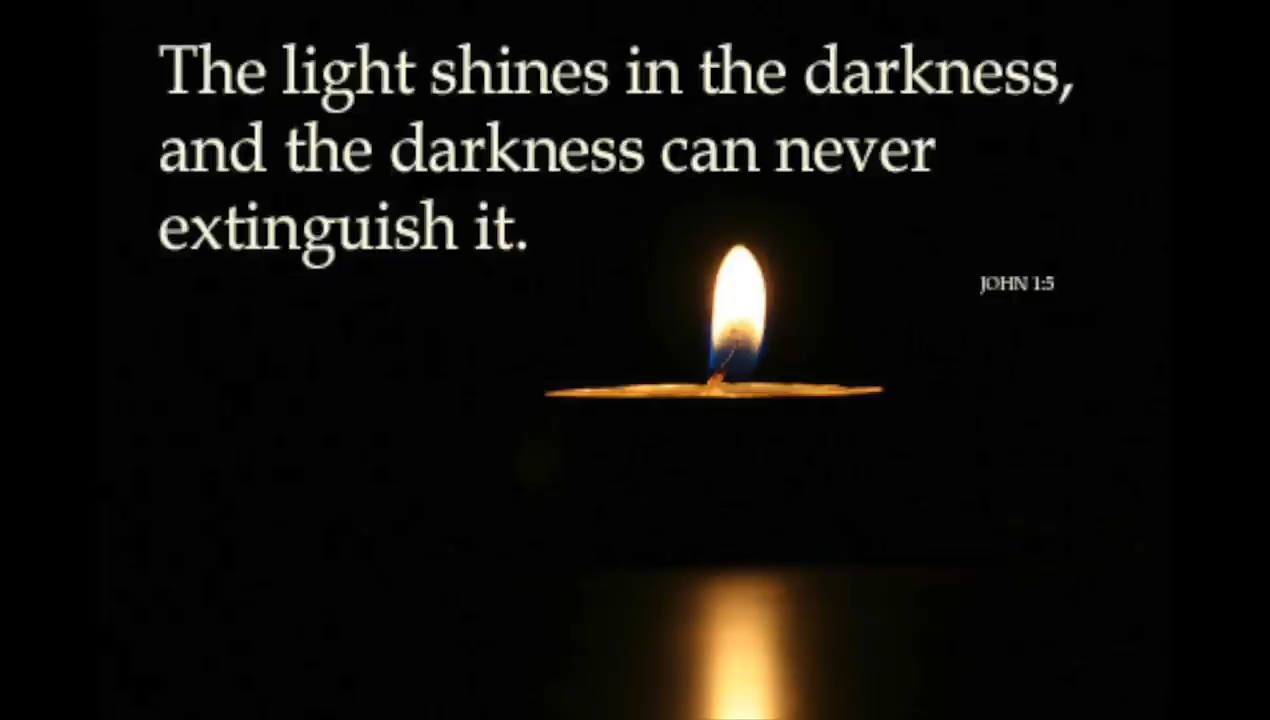 The light shines in the darkness,
and the darkness can never
extinguish it.
JOHN 1:5